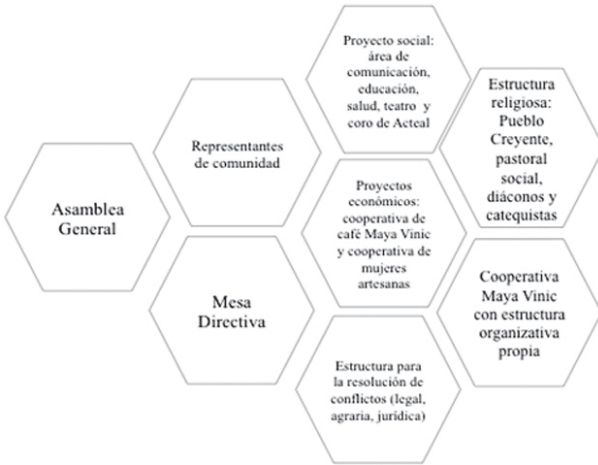 Asamblea
General
Representantes
de comunidad
Mesa
Directiva
Proyecto social:
área de
comunicación,
educación,
salud, teatro y
coro de Acteal
Proyectos
económicos:
cooperativa de
café Maya Vinic
y cooperativa de
mujeres
artesanas
Estructura para
la resolución de
conflictos (legal,
agraria, jurídica)
Estructura
religiosa:
Pueblo
Creyente,
pastoral
social,
diáconos y
catequistas
Cooperativa
Maya Vinic
con estructura
organizativa
propia